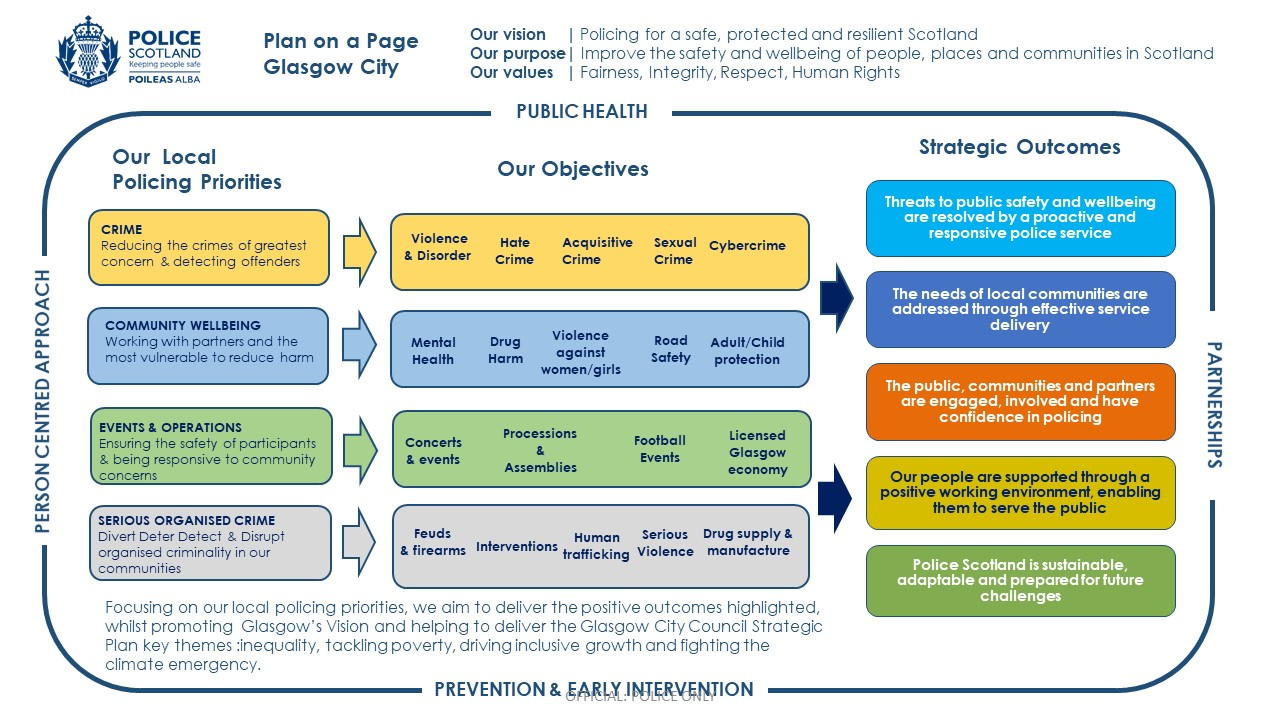 POLICE
SCOTLAND
Keeping people safe
POILEAS ALBA
SEMPER VIGILO
Plan on a Page
Glasgow City
Our vision | Policing for a safe, protected and resilient Scotland
Our purpose | Improve the safety and wellbeing of people, places and communities in Scotland
Our values | Fairness, Integrity, Respect, Human Rights
PUBLIC HEALTH
PERSON CENTRED APPROACH
Our Local
Policing Priorities
CRIME
Reducing the crimes of greatest
concern & detecting offenders
COMMUNITY WELLBEING
Working with partners and the
most vulnerable to reduce harm
EVENTS & OPERATIONS
Ensuring the safety of participants
& being responsive to community
concerns
SERIOUS ORGANISED CRIME
Divert Deter Detect & Disrupt
organised criminality in our
communities
Our Objectives
Violence
& Disorder
Hate
Crime
Acquisitive
Crime
Sexual
Crime
Cybercrime
Mental
Health
Drug
Harm
Violence
against
women/girls
Road
Safety
Adult/Child
protection
Concerts
& events
Processions
&
Assemblies
Football
Events
Licensed
Glasgow
economy
Feuds
& firearms
Interventions
Human
trafficking
Serious
Violence
Drug supply &
manufacture
Strategic Outcomes
Threats to public safety and wellbeing
are resolved by a proactive and
responsive police service
The needs of local communities are
addressed through effective service
delivery
The public, communities and partners
are engaged, involved and have
confidence in policing
Our people are supported through a
positive working environment, enabling
them to serve the public
Police Scotland is sustainable,
adaptable and prepared for future
challenges
PARTNERSHIPS
Focusing on our local policing priorities, we aim to deliver the positive outcomes highlighted,
whilst promoting Glasgow's Vision and helping to deliver the Glasgow City Council Strategic
Plan key themes :inequality, tackling poverty, driving inclusive growth and fighting the
climate emergency.
PREVENTION & EARLY INTERVENTION
OFFICIAL: POLICE ONLY